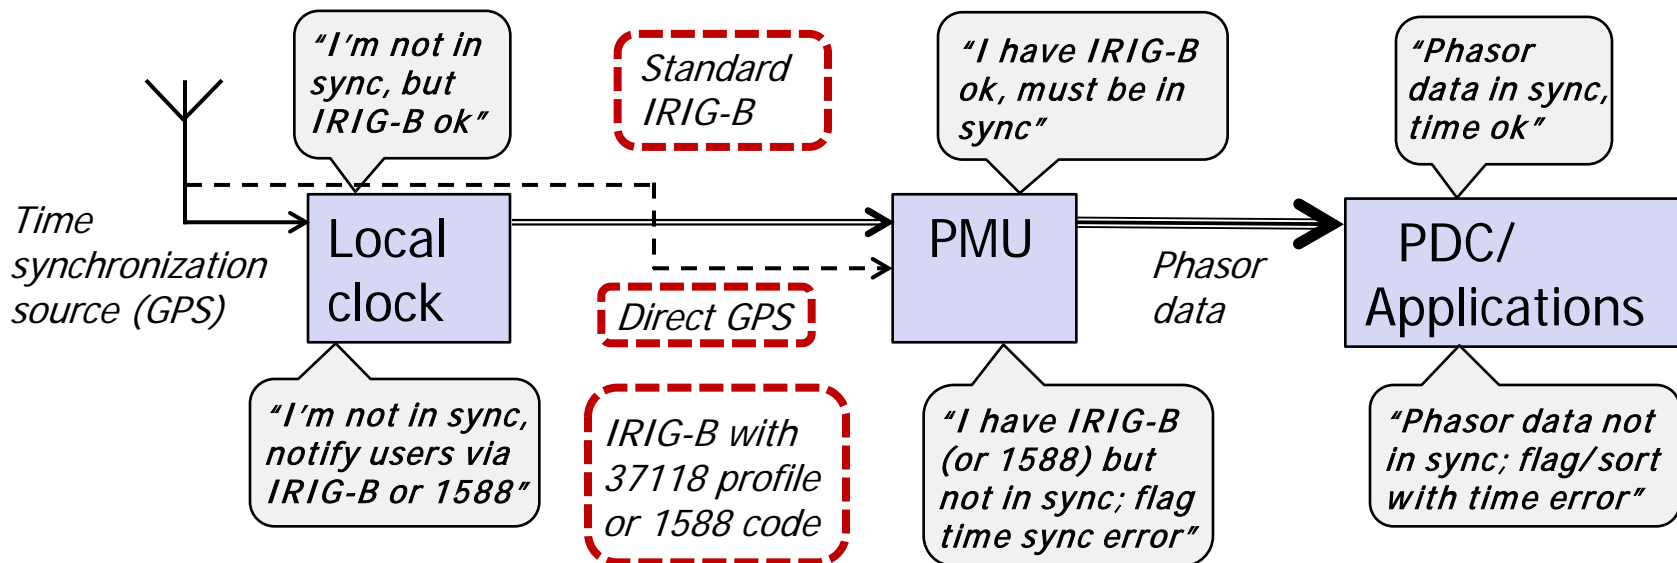 “I’m not in
sync, but
IRIG-B ok”
Standard
IRIG-B
“I have IRIG-B
ok, must be in
sync”
“Phasor
data in sync,
time ok”
Time
synchronization
source (GPS)
Local
clock
PMU
Phasor
data
PDC/
Applications
Direct GPS
“I’m not in sync,
notify users via
IRIG-B or 1588”
IRIG-B with
37118 profile
or 1588 code
“I have IRIG-B
(or 1588) but
not in sync; flag
time sync error”
“Phasor data not
in sync; flag/sort
with time error”